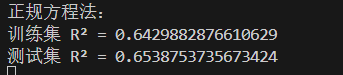 正规方程法：
训练集 R² = 0.6429882876610629
测试集 R² = 0.6538753735673424